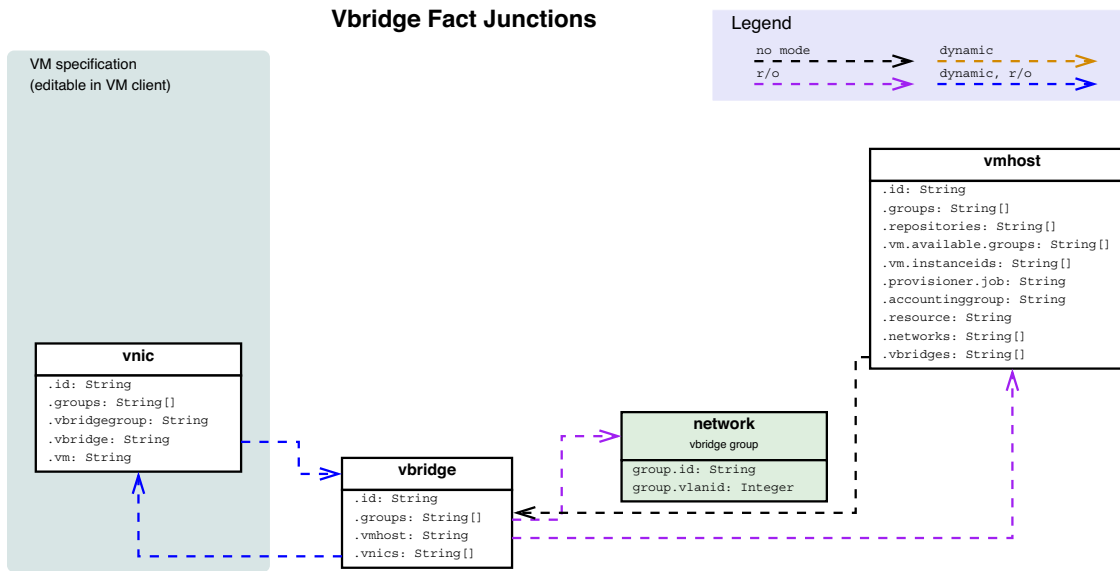 Vbridge Fact Junctions
Legend
no mode
dynamic
r/o
dynamic, r/o
VM specification
(editable in VM client)
vmhost
.id: String
.groups: String[]
.repositories: String[]
.vm.available.groups: String[]
.vm.instanceids: String[]
.provisioner.job: String
.accountinggroup: String
.resource: String
.networks: String[]
.vbridges: String[]
vnic
.id: String
.groups: String[]
.vbridgegroup: String
.vbridge: String
.vm: String
network
vbridge group
group.id: String
group.vlanid: Integer
vbridge
.id: String
.groups: String[]
.vmhost: String
.vnics: String[]